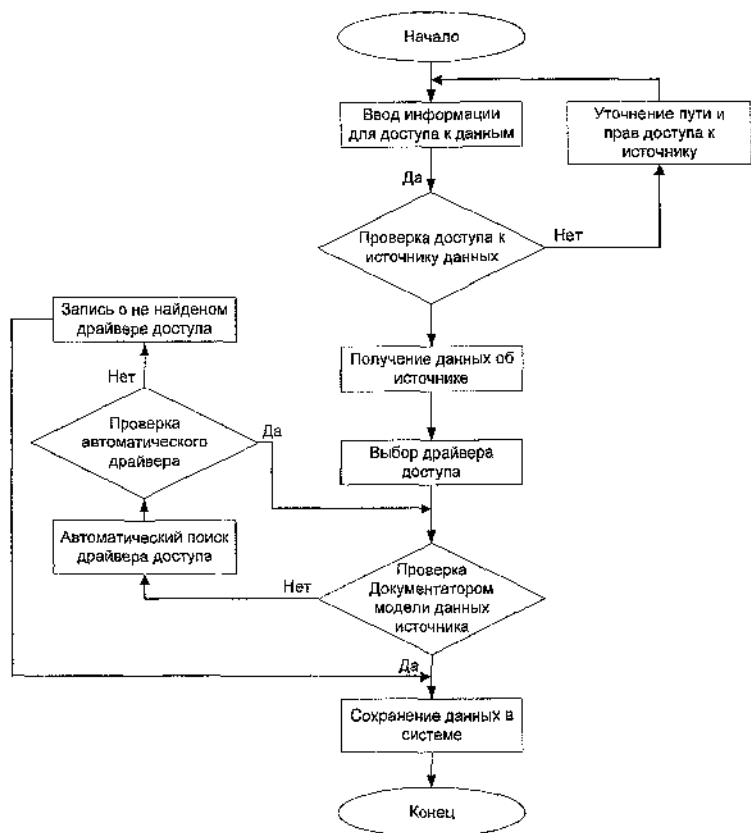 Начало
Ввод информации
для доступа к данным
Уточнение пути и
прав доступа к
источнику
Да
Проверка доступа к
источнику данных
Нет
Запись о не найденом
драйвере доступа
Получение данных об
источнике
Нет
Проверка
автоматического
драйвера
Да
Выбор драйвера
доступа
Автоматический поиск
драйвера доступа
Проверка
Документатором
модели данных
источника
Нет
Да
Сохранение данных в
системе
Конец